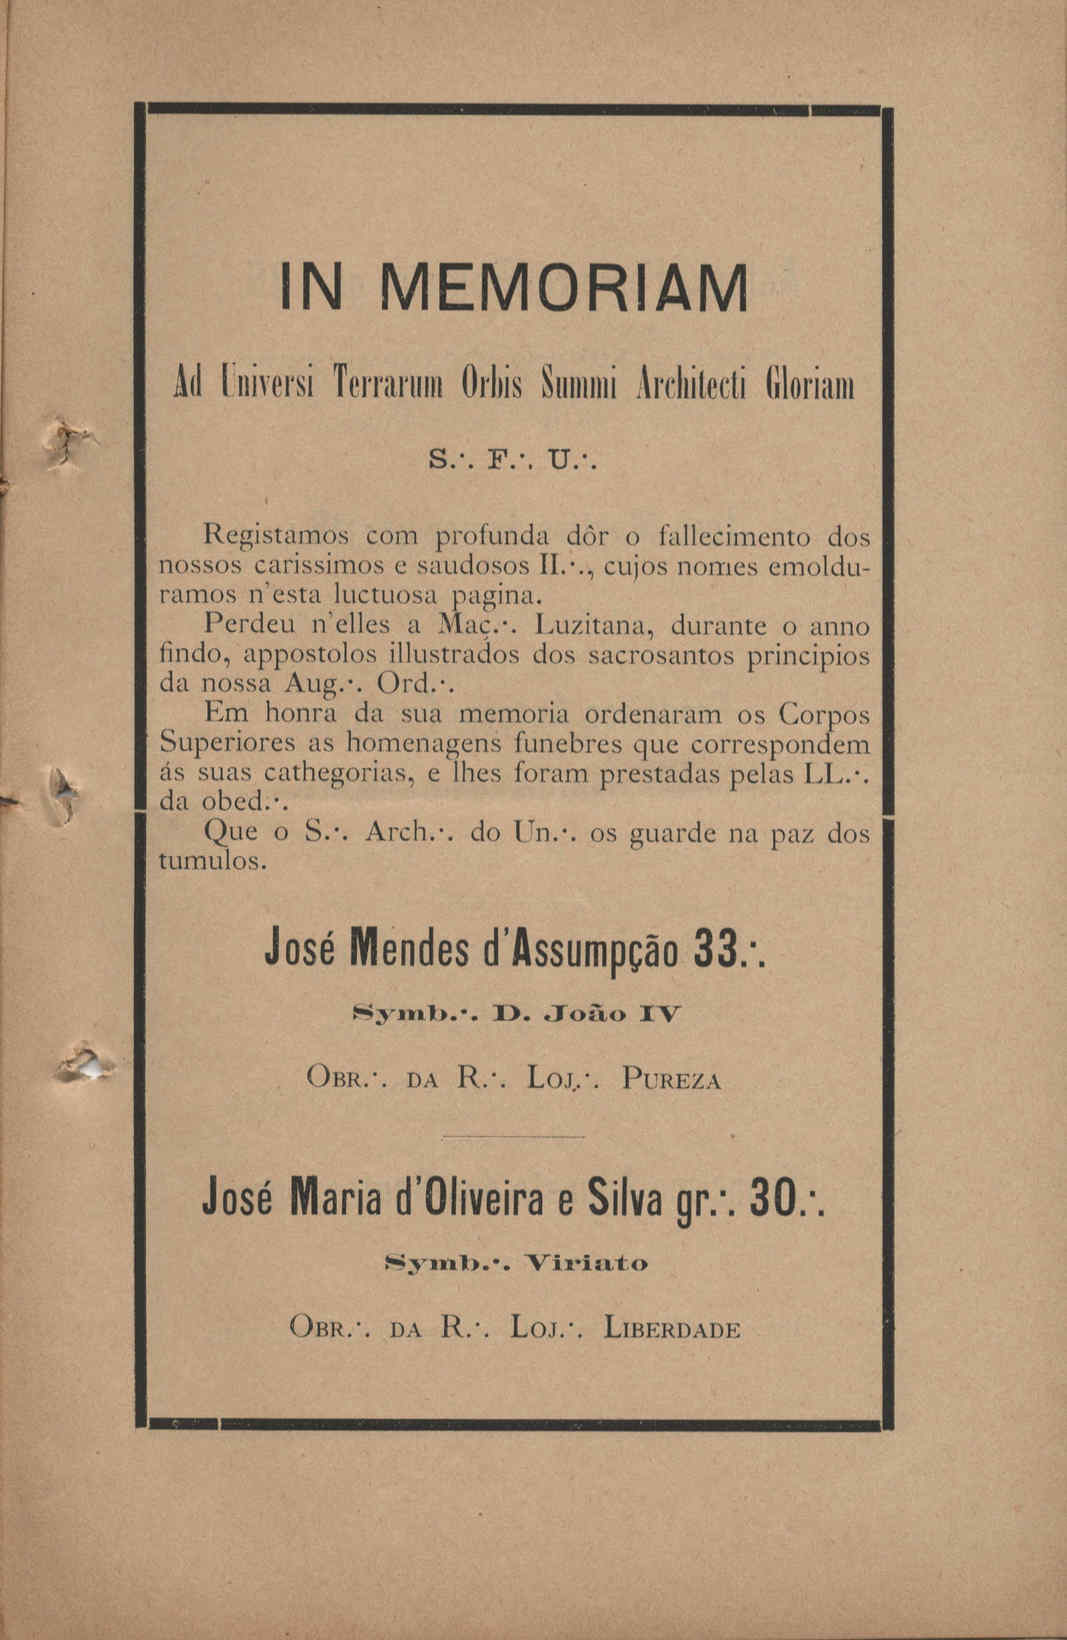 IN MEMORIAM
Ad Universi Terrarum Orbis Summi Architecti Gloriam
S.·. F.·. U.·.
Registamos com profunda dôr o fallecimento dos
nossos carissimos e saudosos II.·., cujos nomes emoldu-
ramos n'esta luctuosa pagina.
Perdeu n'elles a Maç.·. Luzitana, durante o anno
findo, appostolos illustrados dos sacrosantos principios
da nossa Aug.·. Ord.·.
Em honra da sua memoria ordenaram os Corpos
Superiores as homenagens funebres que correspondem
ás suas cathegorias, e lhes foram prestadas pelas LL.·.
da obed.·.
Que o S.·. Arch.·. do Un.·. os guarde na paz dos
tumulos.
José Mendes d'Assumpção 33.·.
Symb.·. D. João IV
Obr.·. da R.·. Loj.·. Pureza
José Maria d'Oliveira e Silva gr.·. 30.·.
Symb.·. Viriato
Obr.·. da R.·. Loj.·. Liberdade